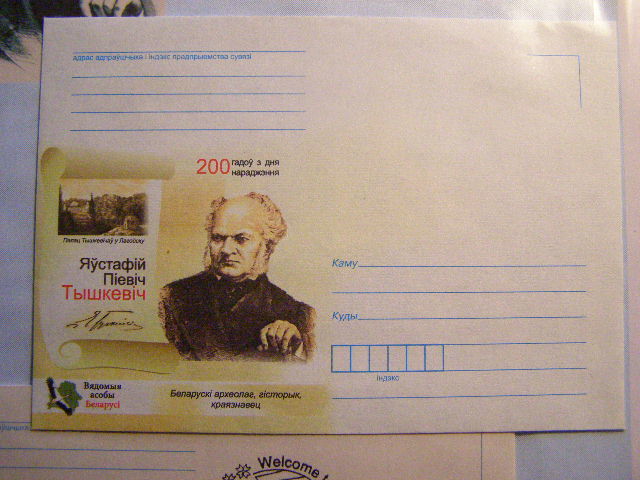 адрас адпраўшчыка і індэкс прадпрыемства сувязі
200 гадоў з дня
нараджэння
Палац Тышкевічаў у Лагойску
Яўстафій
Піевіч
Тышкевіч
Вядомыя
асобы
Беларусі
Беларускі археолаг, гісторык,
краязнавец
Каму
Куды
індэкс
Welcome